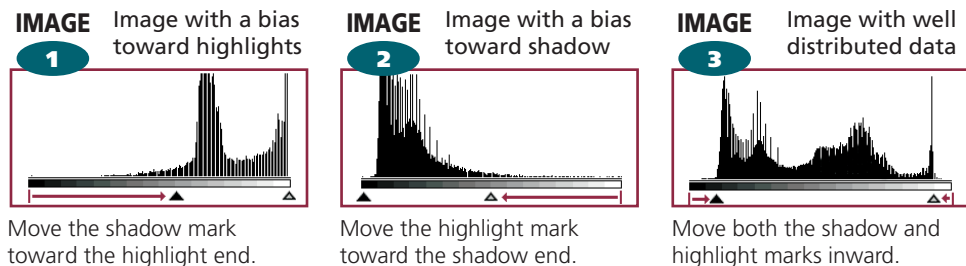 IMAGE
1
Image with a bias
toward highlights
Move the shadow mark
toward the highlight end.
IMAGE
2
Image with a bias
toward shadow
Move the highlight mark
toward the shadow end.
IMAGE
3
Image with well
distributed data
Move both the shadow and
highlight marks inward.